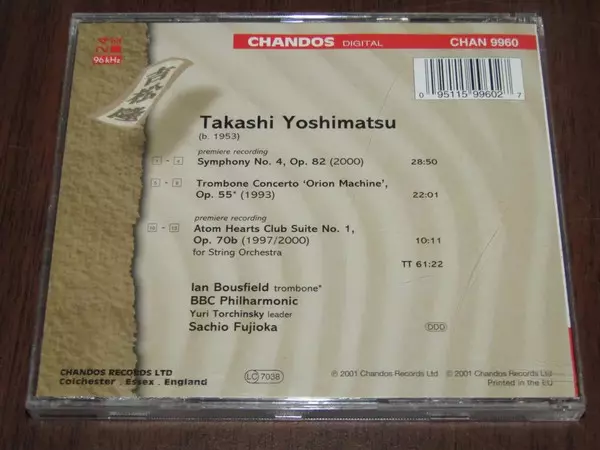 CHANDOS DIGITAL
CHAN 9960
96 kHz
0 95115 99602 7
Takashi Yoshimatsu
(b. 1953)
premiere recording
1 - 4 Symphony No. 4, Op. 82 (2000) 28:50
Trombone Concerto ‘Orion Machine’,
Op. 55* (1993) 22:01
premiere recording
Atom Hearts Club Suite No. 1,
Op. 70b (1997/2000) 10:11
for String Orchestra
TT 61:22
Ian Bousfield trombone*
BBC Philharmonic
Yuri Torchinsky leader
Sachio Fujioka
DDD
CHANDOS RECORDS LTD
Colchester . Essex . England
LC 7038
℗ 2001 Chandos Records Ltd © 2001 Chandos Records Ltd
Printed in the EU